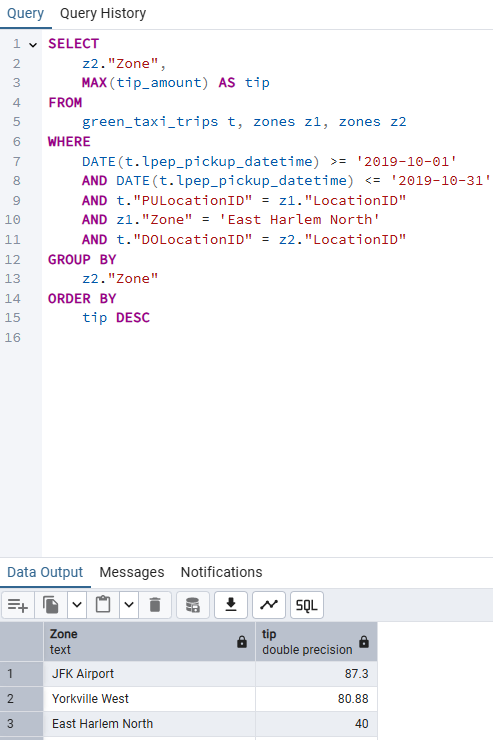 Query Query History
1 SELECT
2 z2."Zone",
3 MAX(tip_amount) AS tip
4 FROM
5 green_taxi_trips t, zones z1, zones z2
6 WHERE
7 DATE(t.lpep_pickup_datetime) >= '2019-10-01'
8 AND DATE(t.lpep_pickup_datetime) <= '2019-10-31'
9 AND t."PULocationID" = z1."LocationID"
10 AND z1."Zone" = 'East Harlem North'
11 AND t."DOLocationID" = z2."LocationID"
12 GROUP BY
13 z2."Zone"
14 ORDER BY
15 tip DESC
16
Data Output Messages Notifications
SQL
Zone tip
text double precision
1 JFK Airport 87.3
2 Yorkville West 80.88
3 East Harlem North 40